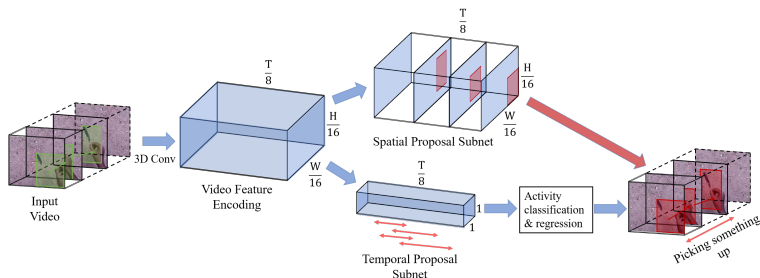 Input
Video
3D Conv
T/8
H/16
W/16
Video Feature
Encoding
T/8
H/16
W/16
Spatial Proposal Subnet
T/8
1
1
Temporal Proposal
Subnet
Activity
classification
& regression
Picking something
up